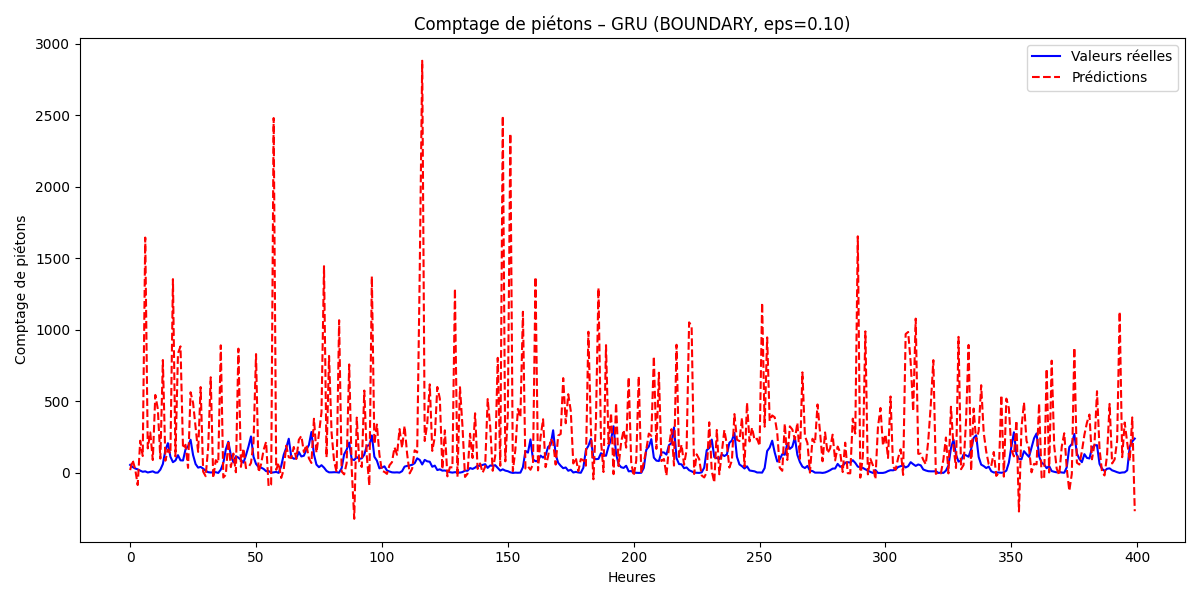 Comptage de piétons – GRU (BOUNDARY, eps=0.10)
Valeurs réelles
Prédictions
Comptage de piétons
3000
2500
2000
1500
1000
500
0
0 50 100 150 200 250 300 350 400
Heures